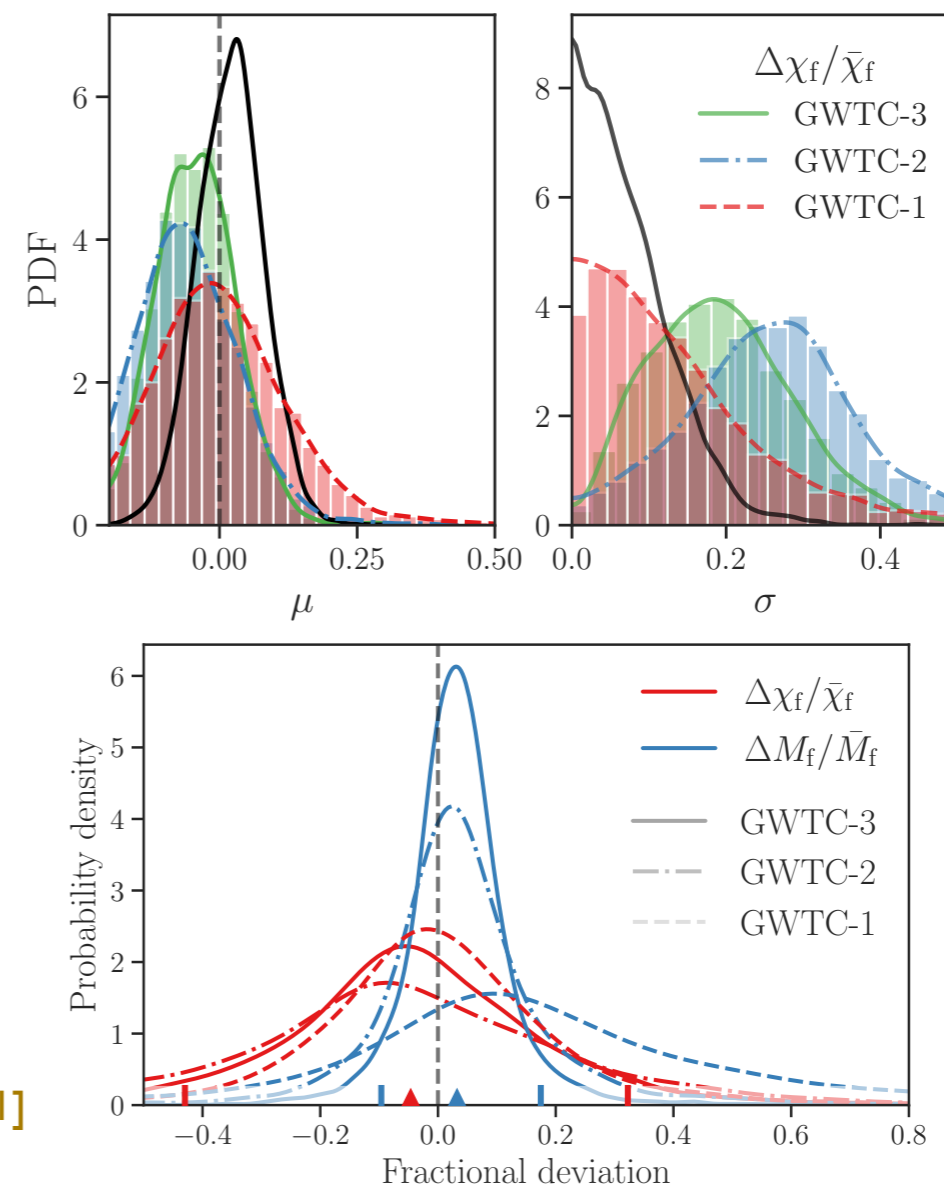 Δχf/χ̄f
GWTC-3
GWTC-2
GWTC-1
PDF
6
4
2
0
8
6
4
2
0
0.00 0.25 0.50
0.0 0.2 0.4
μ
σ
Δχf/χ̄f
ΔMf/M̄f
GWTC-3
GWTC-2
GWTC-1
Probability density
6
5
4
3
2
1
0
−0.4 −0.2 0.0 0.2 0.4 0.6 0.8
Fractional deviation
]